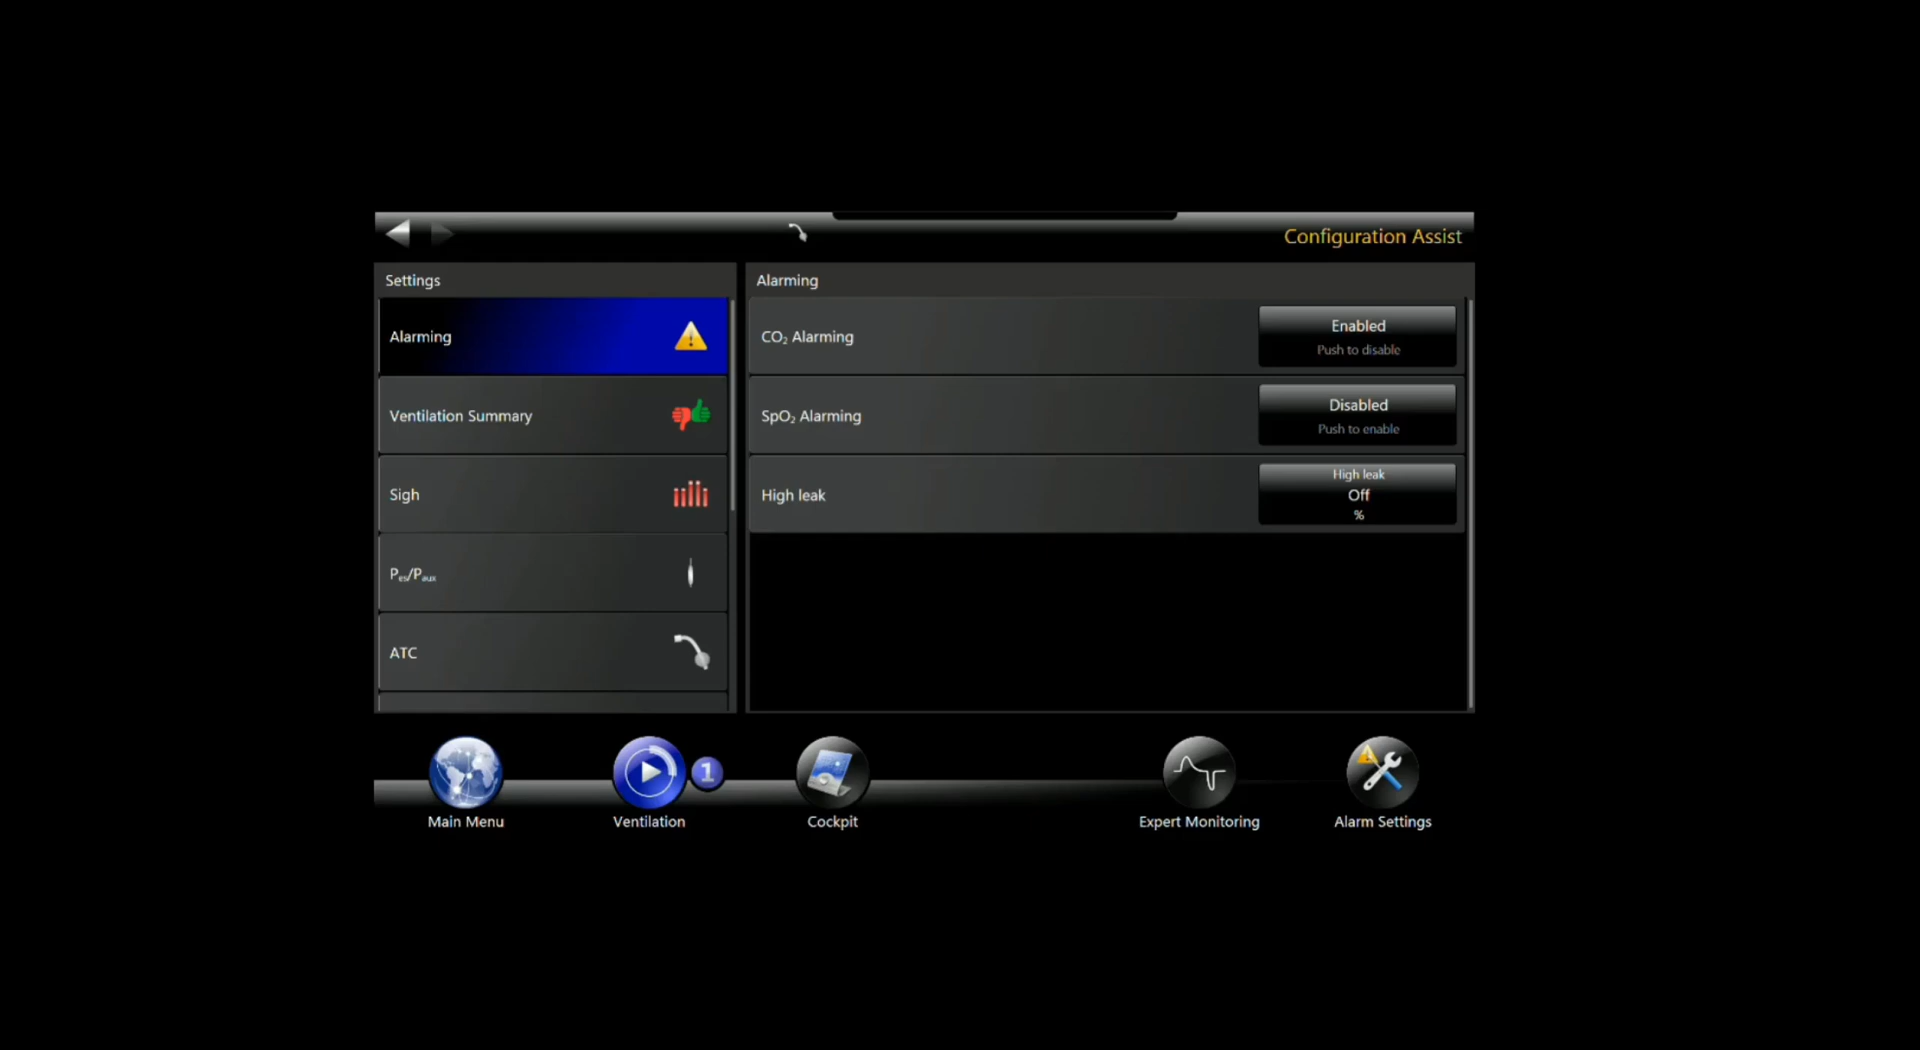 Configuration Assist
Settings
Alarming
Ventilation Summary
Sigh
Pes/Paux
ATC
Alarming
CO₂ Alarming
Enabled
Push to disable
SpO₂ Alarming
Disabled
Push to enable
High leak
High leak
Off
%
1
Main Menu
Ventilation
Cockpit
Expert Monitoring
Alarm Settings